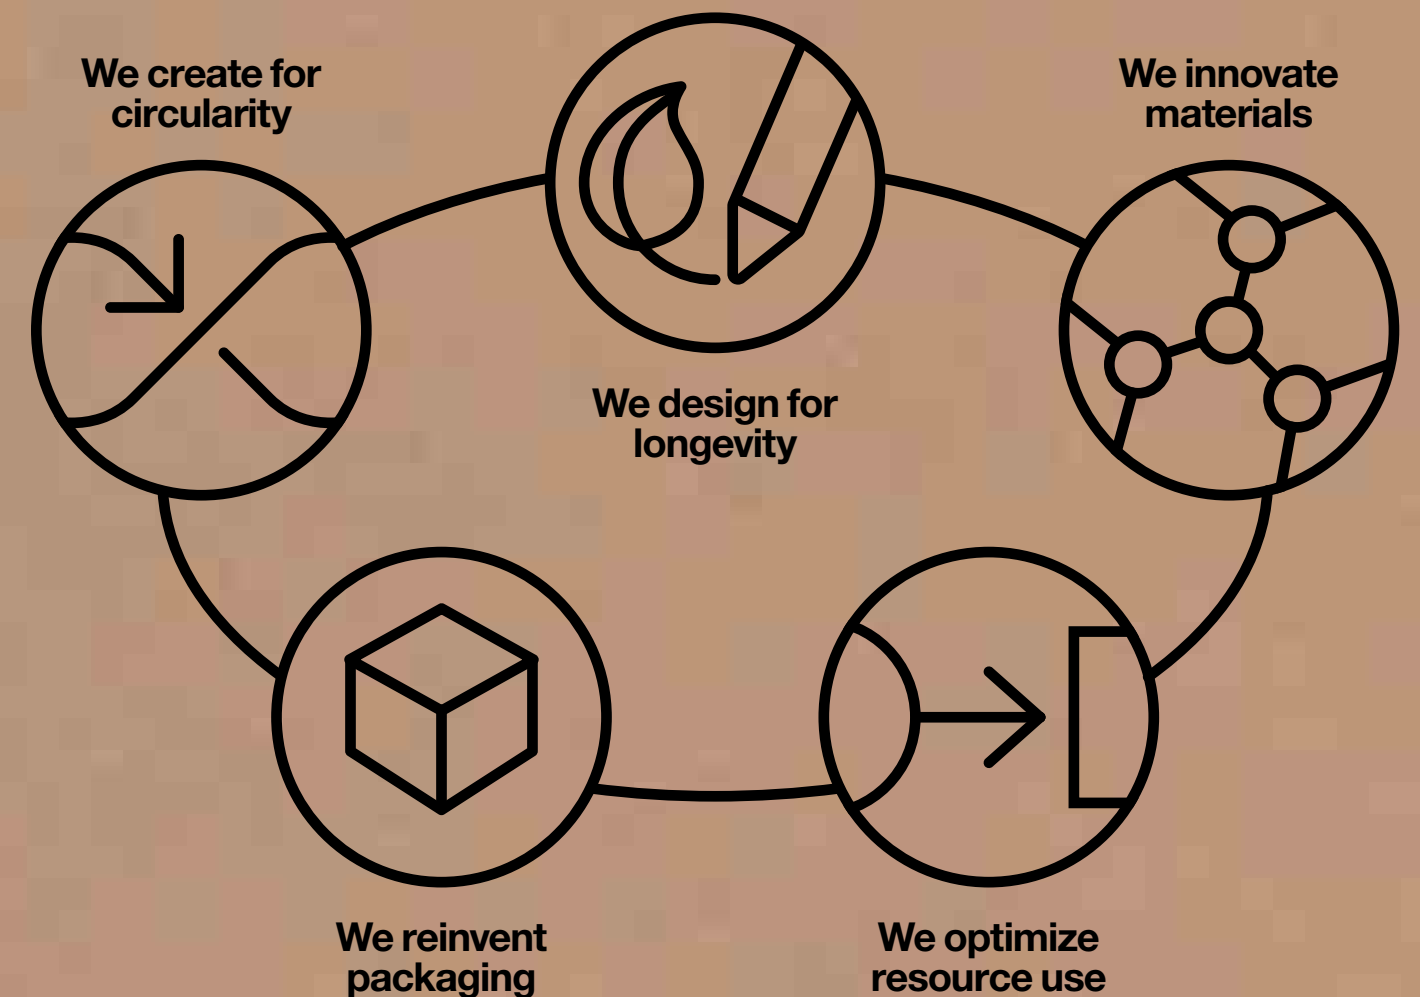 We create for
circularity
We innovate
materials
We design for
longevity
We reinvent
packaging
We optimize
resource use